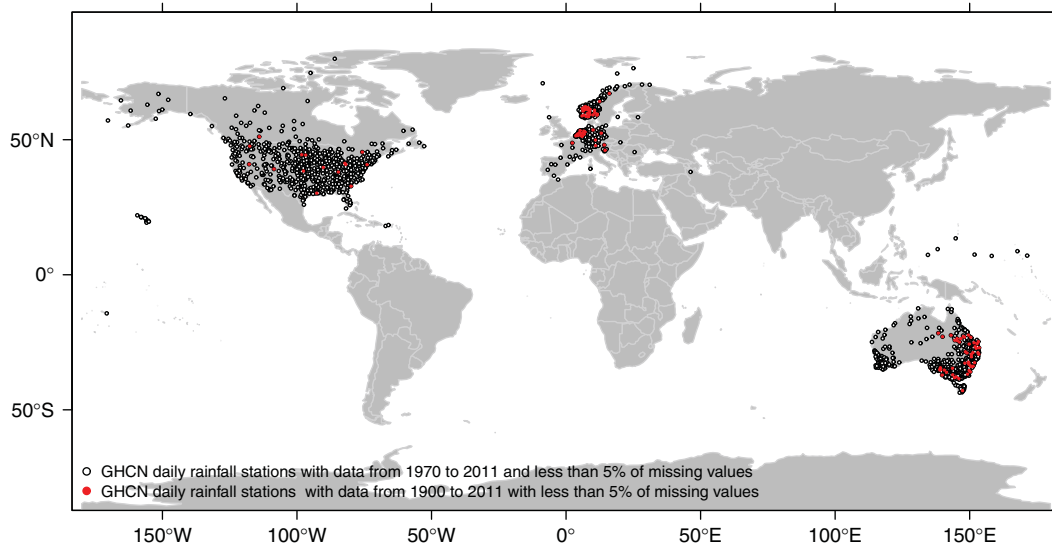 50°N
0°
50°S
GHCN daily rainfall stations with data from 1970 to 2011 and less than 5% of missing values
GHCN daily rainfall stations  with data from 1900 to 2011 with less than 5% of missing values
150°W 100°W 50°W 0° 50°E 100°E 150°E